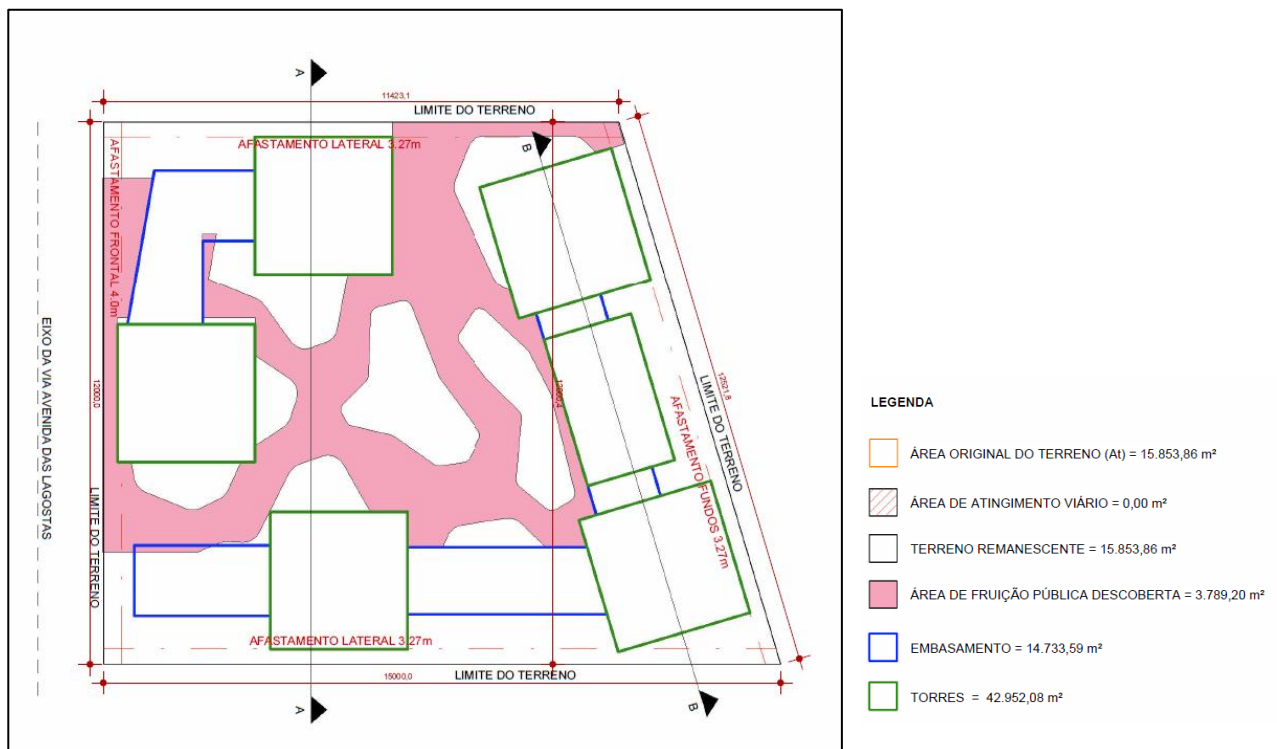 A
11423,1
LIMITE DO TERRENO
AFASTAMENTO LATERAL 3.27m
B
AFASTAMENTO FRONTAL 4.0m
EIXO DA VIA AVENIDA DAS LAGOSTAS
12000,0
LIMITE DO TERRENO
12521,8
LIMITE DO TERRENO
AFASTAMENTO FUNDOS 3.27m
AFASTAMENTO LATERAL 3.27m
LIMITE DO TERRENO
15000,0
A
B
LEGENDA
ÁREA ORIGINAL DO TERRENO (At) = 15.853,86 m²
ÁREA DE ATINGIMENTO VIÁRIO = 0,00 m²
TERRENO REMANESCENTE = 15.853,86 m²
ÁREA DE FRUIÇÃO PÚBLICA DESCOBERTA = 3.789,20 m²
EMBASAMENTO = 14.733,59 m²
TORRES = 42.952,08 m²